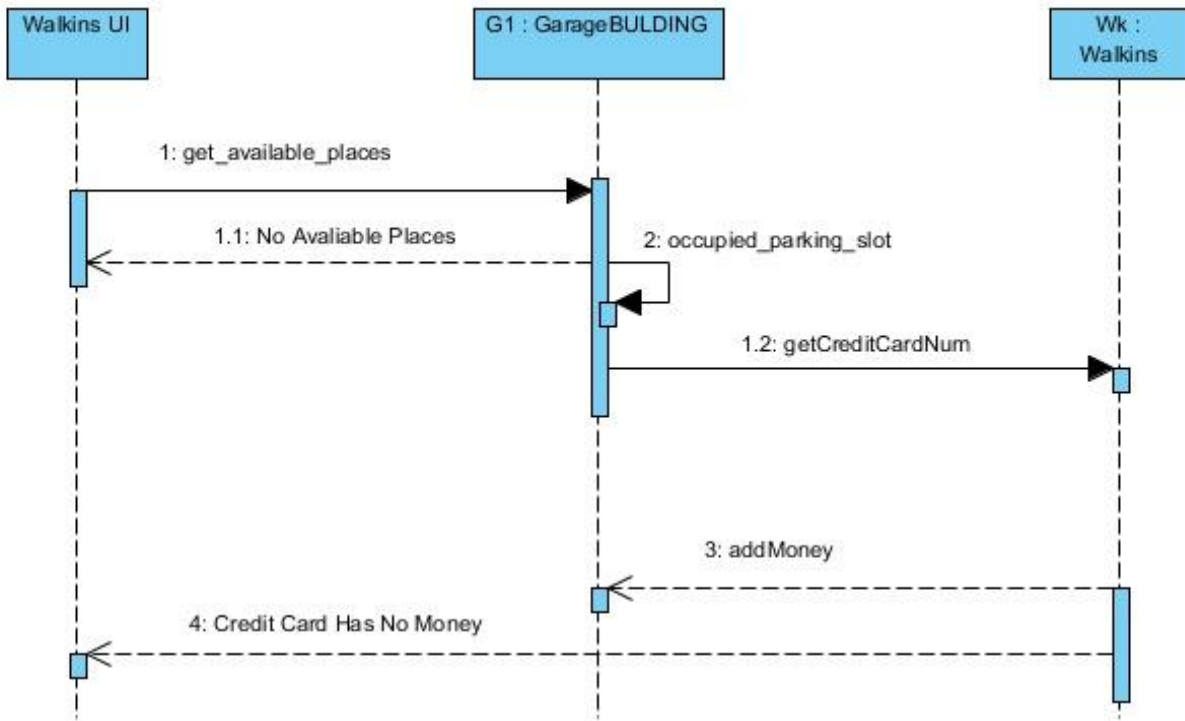 Walkins UI
G1 : GarageBULDING
Wk :
Walkins
1: get_available_places
1.1: No Avaliable Places
2: occupied_parking_slot
1.2: getCreditCardNum
3: addMoney
4: Credit Card Has No Money